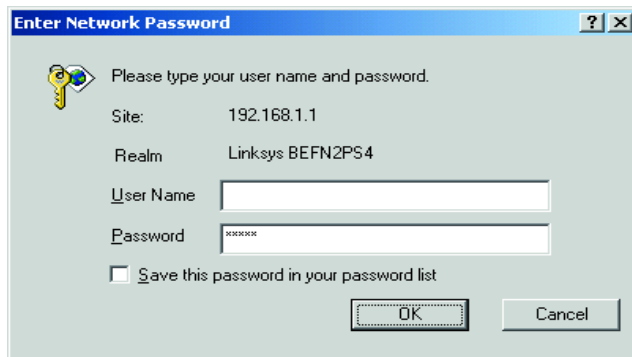 Enter Network Password
Please type your user name and password.
Site: 192.168.1.1
Realm Linksys BEFN2PS4
User Name
Password *****
Save this password in your password list
OK Cancel